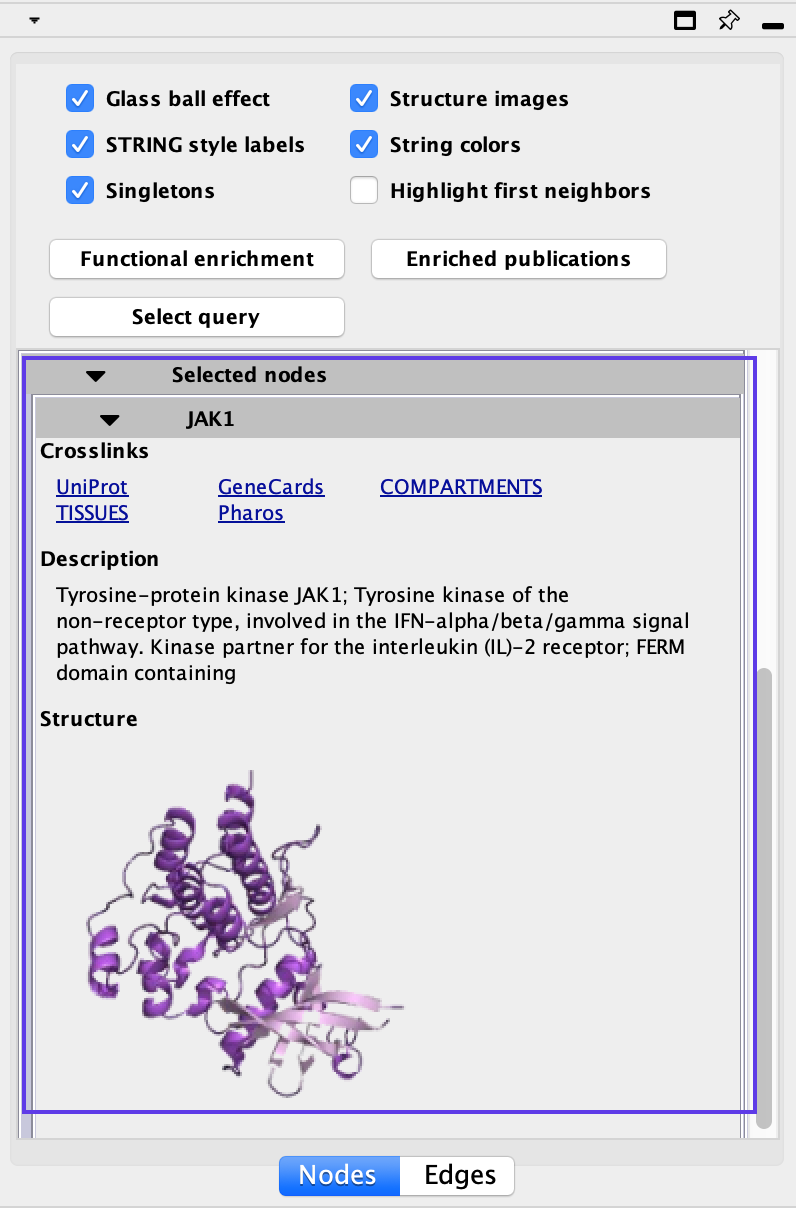 Glass ball effect Structure images
STRING style labels String colors
Singletons Highlight first neighbors
Functional enrichment Enriched publications
Select query
Selected nodes
JAK1
Crosslinks
UniProt GeneCards COMPARTMENTS
TISSUES Pharos
Description
Tyrosine-protein kinase JAK1; Tyrosine kinase of the
non-receptor type, involved in the IFN-alpha/beta/gamma signal
pathway. Kinase partner for the interleukin (IL)-2 receptor; FERM
domain containing
Structure
Nodes Edges